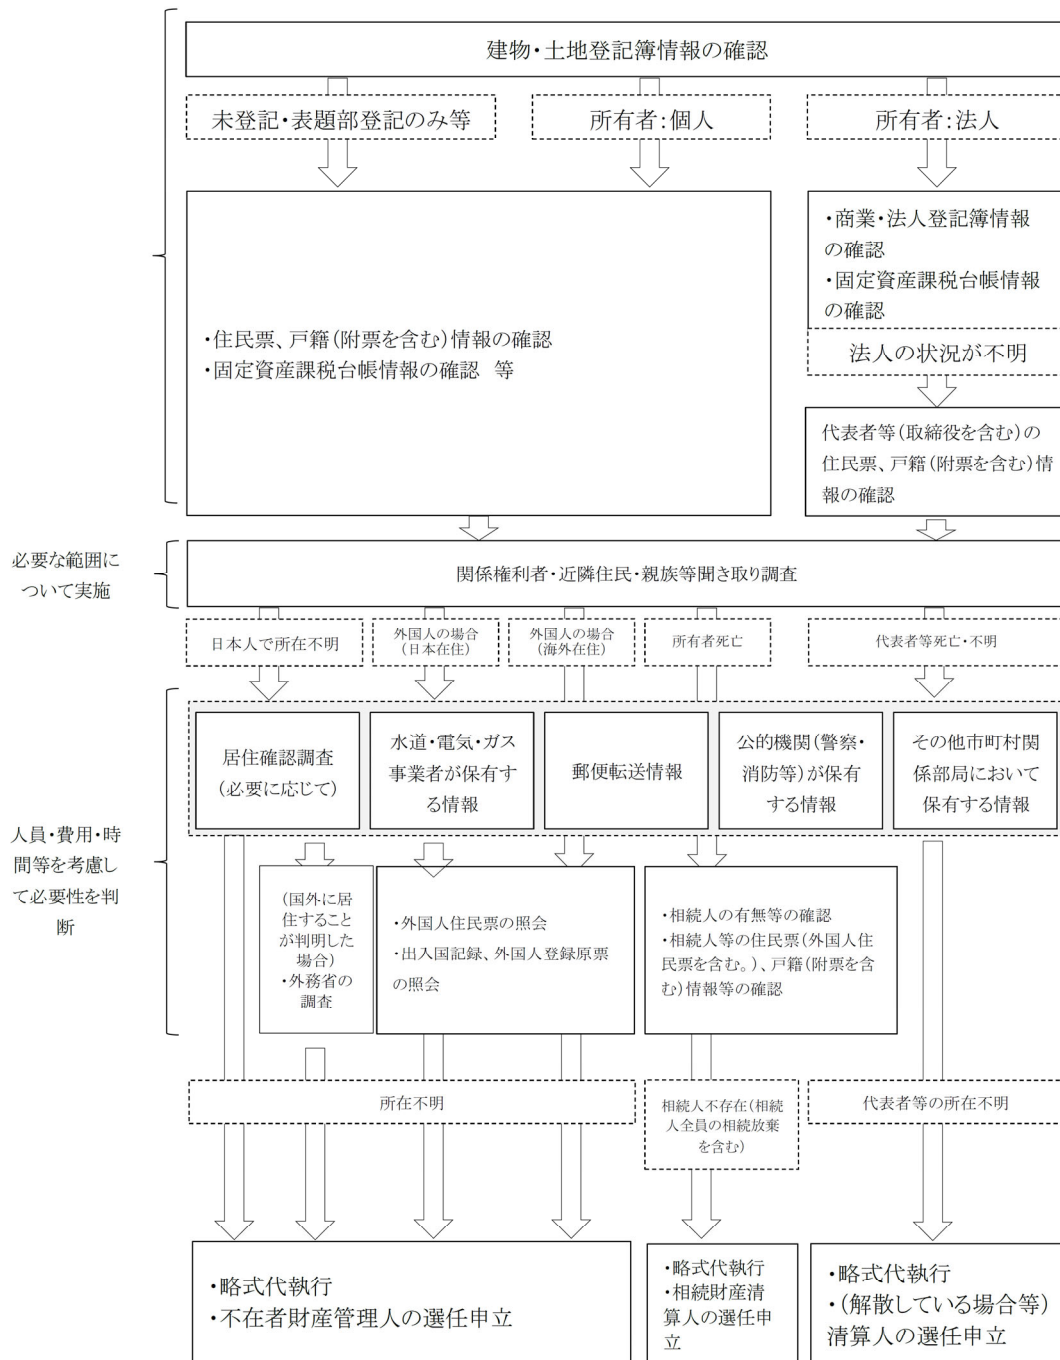 建物・土地登記簿情報の確認
未登記・表題部登記のみ等
所有者：個人
所有者：法人
・商業・法人登記簿情報
の確認
・固定資産課税台帳情報
の確認
・住民票、戸籍（附票を含む）情報の確認
・固定資産課税台帳情報の確認　等
法人の状況が不明
代表者等（取締役を含む）の
住民票、戸籍（附票を含む）情
報の確認
必要な範囲に
ついて実施
関係権利者・近隣住民・親族等聞き取り調査
日本人で所在不明
外国人の場合
（日本在住）
外国人の場合
（海外在住）
所有者死亡
代表者等死亡・不明
居住確認調査
（必要に応じて）
水道・電気・ガス
事業者が保有す
る情報
郵便転送情報
公的機関（警察・
消防等）が保有
する情報
その他市町村関
係部局において
保有する情報
人員・費用・時
間等を考慮し
て必要性を判
断
（国外に居
住すること
が判明した
場合）
・外務省の
調査
・外国人住民票の照会
・出入国記録、外国人登録原票
の照会
・相続人の有無等の確認
・相続人等の住民票（外国人住
民票を含む。）、戸籍（附票を含
む）情報等の確認
所在不明
相続人不存在（相続
人全員の相続放棄
を含む）
代表者等の所在不明
・略式代執行
・不在者財産管理人の選任申立
・略式代執行
・相続財産清
算人の選任申
立
・略式代執行
・（解散している場合等）
清算人の選任申立